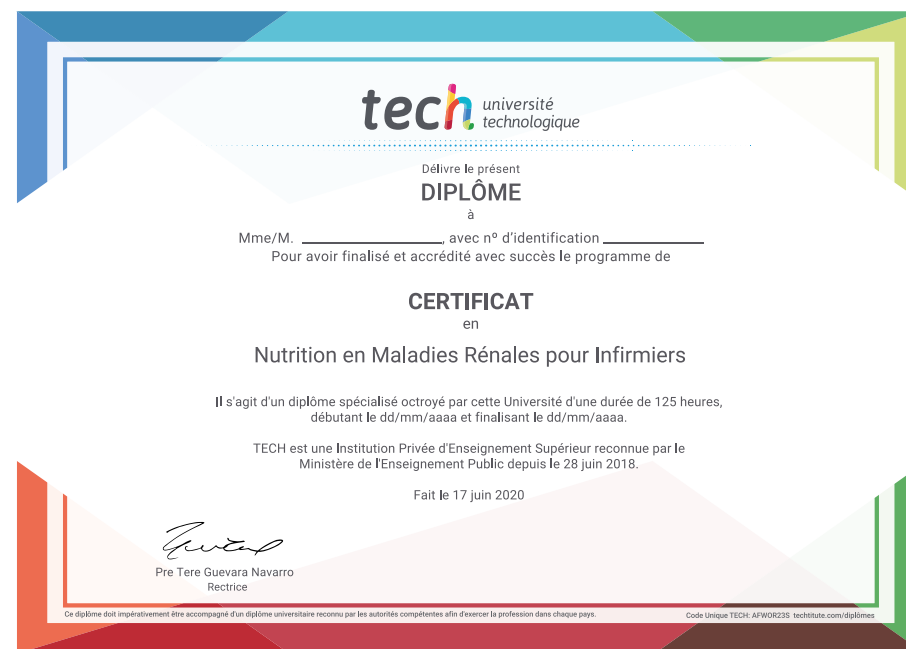 tech université
technologique
Délivre le présent
DIPLÔME
à
Mme/M. ____________________, avec nº d'identification ______________
Pour avoir finalisé et accrédité avec succès le programme de
CERTIFICAT
en
Nutrition en Maladies Rénales pour Infirmiers
Il s'agit d'un diplôme spécialisé octroyé par cette Université d'une durée de 125 heures,
débutant le dd/mm/aaaa et finalisant le dd/mm/aaaa.
TECH est une Institution Privée d'Enseignement Supérieur reconnue par le
Ministère de l'Enseignement Public depuis le 28 juin 2018.
Fait le 17 juin 2020
Pre Tere Guevara Navarro
Rectrice
Ce diplôme doit impérativement être accompagné d'un diplôme universitaire reconnu par les autorités compétentes afin d'exercer la profession dans chaque pays.
Code Unique TECH: AFWOR23S techtitute.com/diplômes